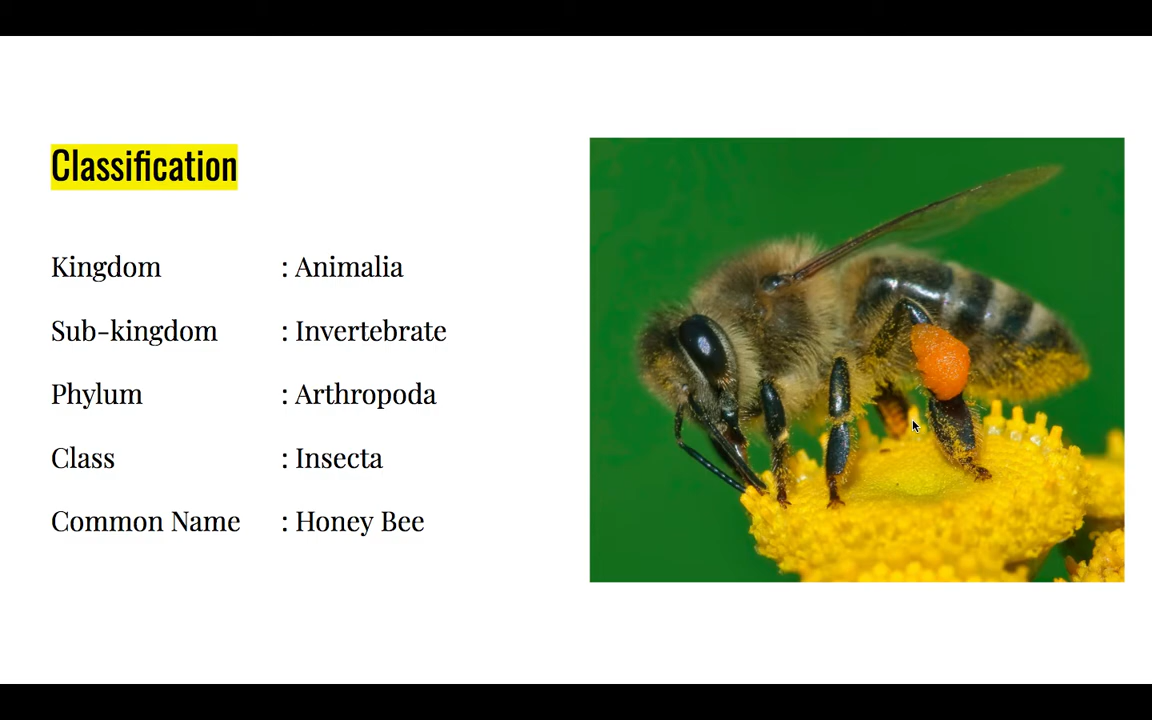 Classification
Kingdom : Animalia
Sub-kingdom : Invertebrate
Phylum : Arthropoda
Class : Insecta
Common Name : Honey Bee